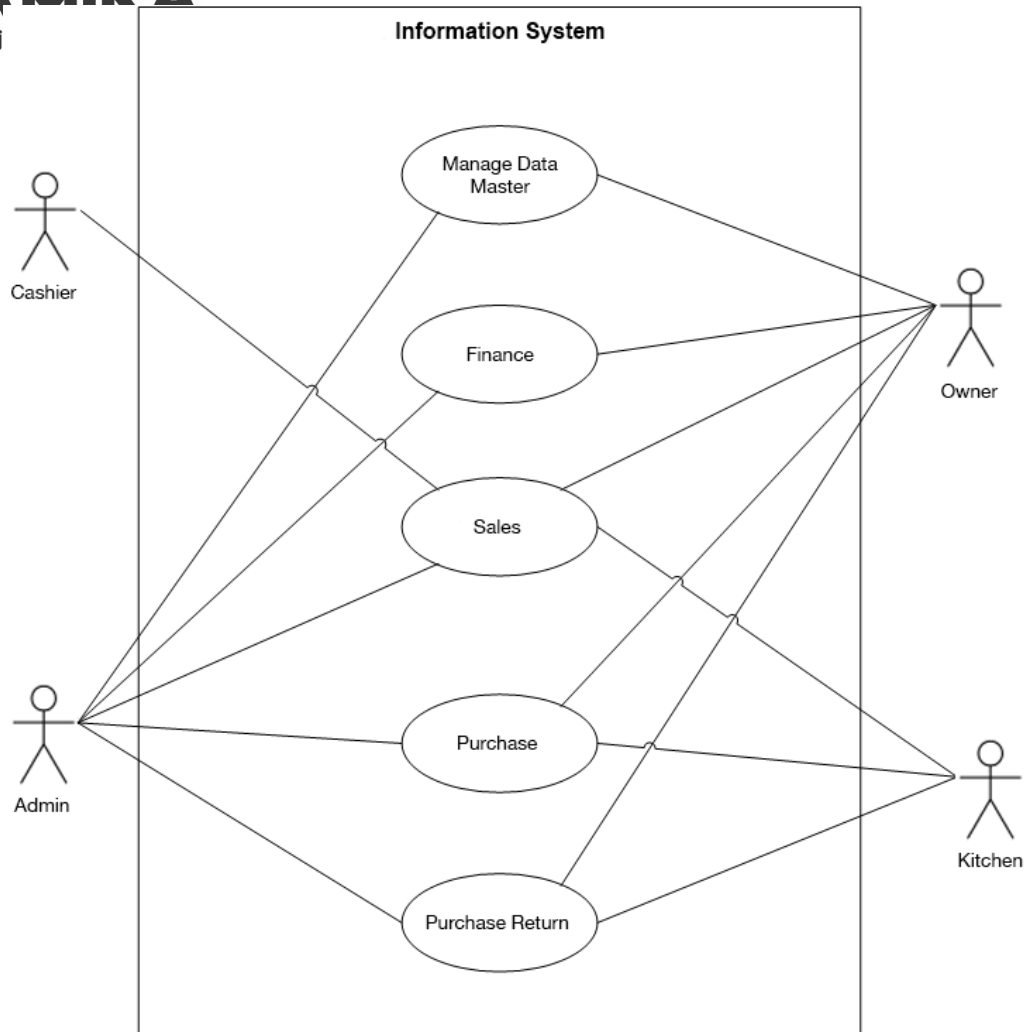 Information System
Manage Data
Master
Cashier
Finance
Owner
Sales
Purchase
Admin
Kitchen
Purchase Return